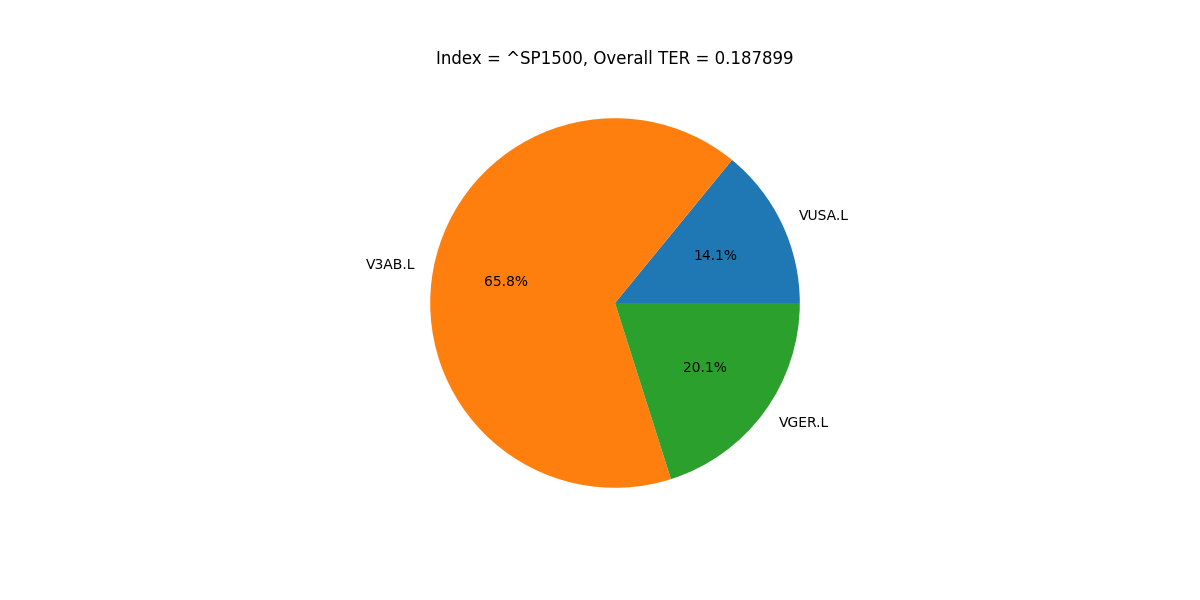 Index = ^SP1500, Overall TER = 0.187899
VUSA.L
14.1%
V3AB.L
65.8%
20.1%
VGER.L